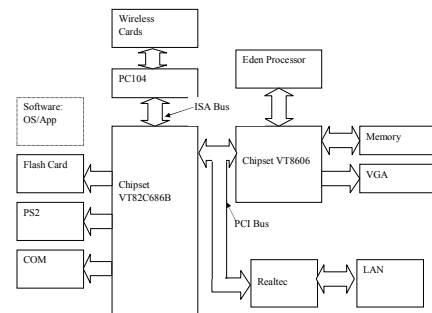 Wireless
Cards
PC104
Eden Processor
ISA Bus
Software:
OS/App
Flash Card
Chipset
VT82C686B
Chipset VT8606
Memory
VGA
PS2
PCI Bus
COM
Realtec
LAN